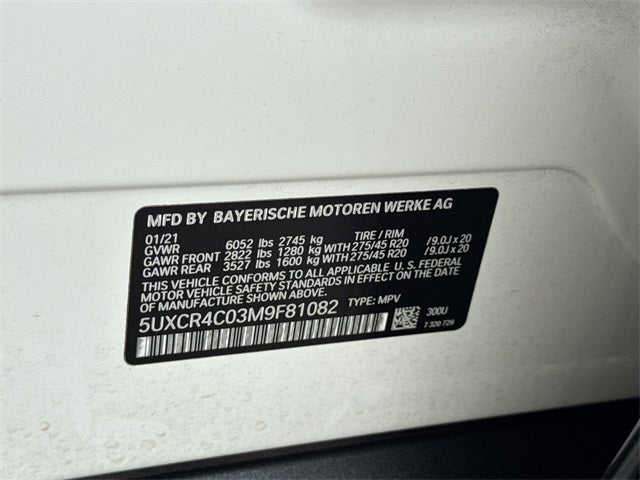 MFD BY BAYERISCHE MOTOREN WERKE AG
01/21 TIRE / RIM
GVWR 6052 lbs 2745 kg
GAWR FRONT 2822 lbs 1280 kg WITH 275/45 R20 / 9.0J x 20
GAWR REAR 3527 lbs 1600 kg WITH 275/45 R20 / 9.0J x 20
THIS VEHICLE CONFORMS TO ALL APPLICABLE U.S. FEDERAL
MOTOR VEHICLE SAFETY STANDARDS IN EFFECT ON THE DATE
OF MANUFACTURE SHOWN ABOVE.
5UXCR4C03M9F81082 TYPE: MPV
300U
7 320 729